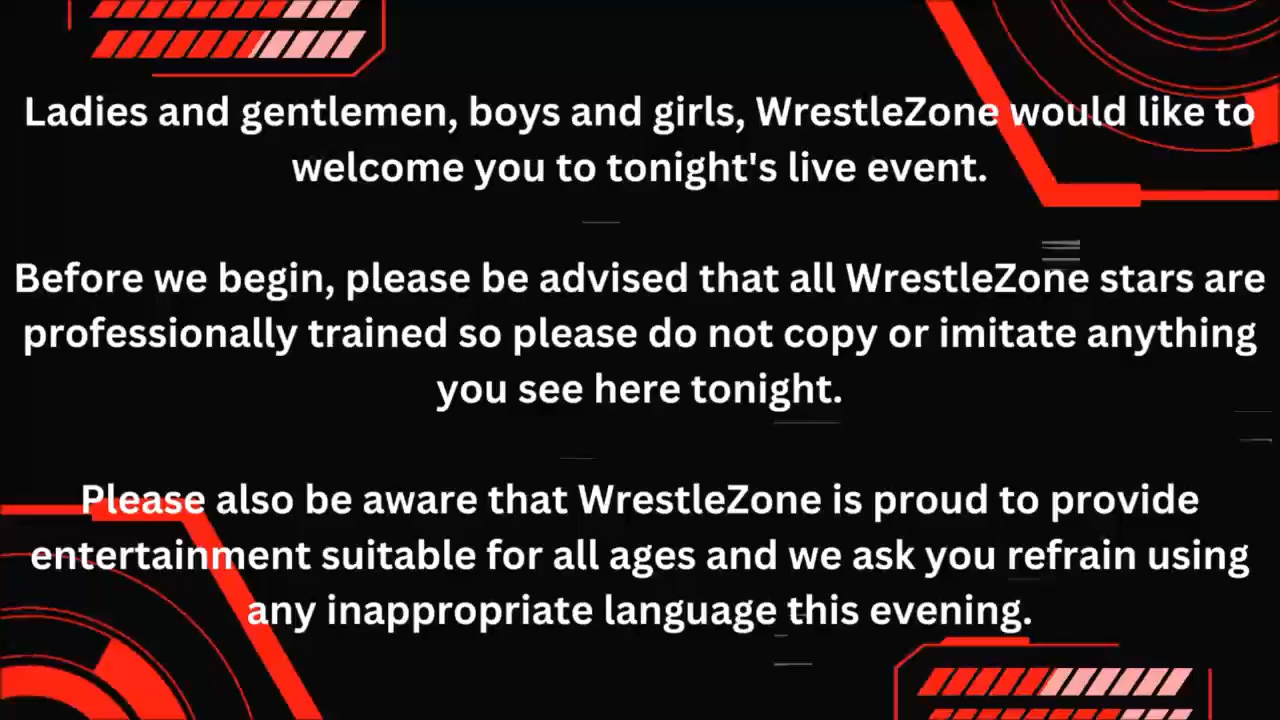 Ladies and gentlemen, boys and girls, WrestleZone would like to
welcome you to tonight's live event.
Before we begin, please be advised that all WrestleZone stars are
professionally trained so please do not copy or imitate anything
you see here tonight.
Please also be aware that WrestleZone is proud to provide
entertainment suitable for all ages and we ask you refrain using
any inappropriate language this evening.